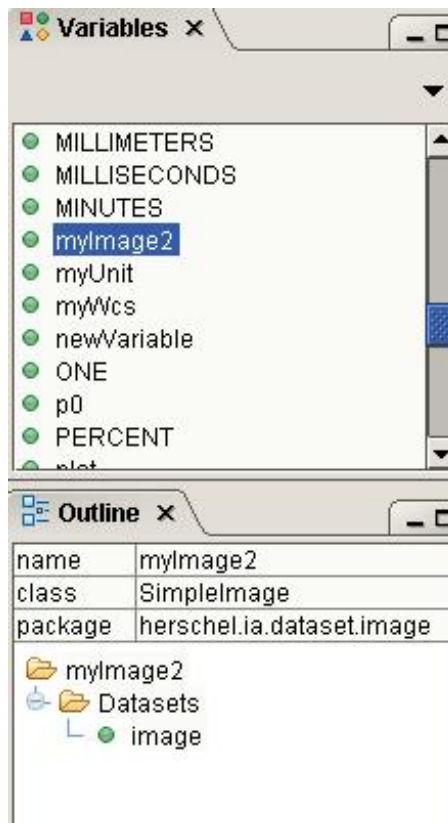 Variables
MILLIMETERS
MILLISECONDS
MINUTES
myImage2
myUnit
myWcs
newVariable
ONE
p0
PERCENT
plot
Outline
name myImage2
class SimpleImage
package herschel.ia.dataset.image
myImage2
Datasets
image